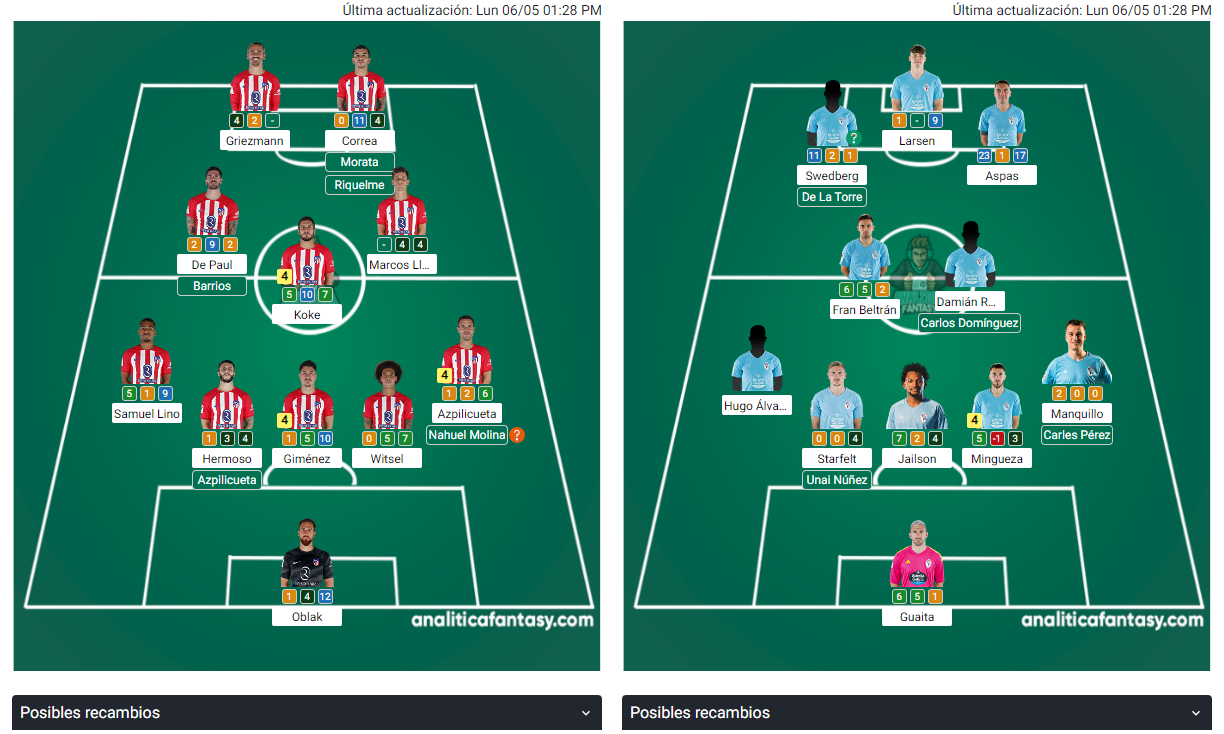 Última actualización: Lun 06/05 01:28 PM
4 2 -
Griezmann
0 11 4
Correa
Morata
Riquelme
2 9 2
De Paul
Barrios
- 4 4
Marcos Ll...
4
5 10 7
Koke
5 1 9
Samuel Lino
4
1 2 6
Azpilicueta
Nahuel Molina ?
1 3 4
Hermoso
Azpilicueta
4
1 5 10
Giménez
0 5 7
Witsel
1 4 12
Oblak
analiticafantasy.com
Posibles recambios
Última actualización: Lun 06/05 01:28 PM
1 - 9
Larsen
?
11 2 1
Swedberg
De La Torre
23 1 17
Aspas
6 5 2
Fran Beltrán
Damián R...
Carlos Domínguez
Hugo Álva...
2 0 0
Manquillo
Carles Pérez
0 0 4
Starfelt
Unai Núñez
7 2 4
Jailson
4
5 -1 3
Mingueza
6 5 1
Guaita
analiticafantasy.com
Posibles recambios